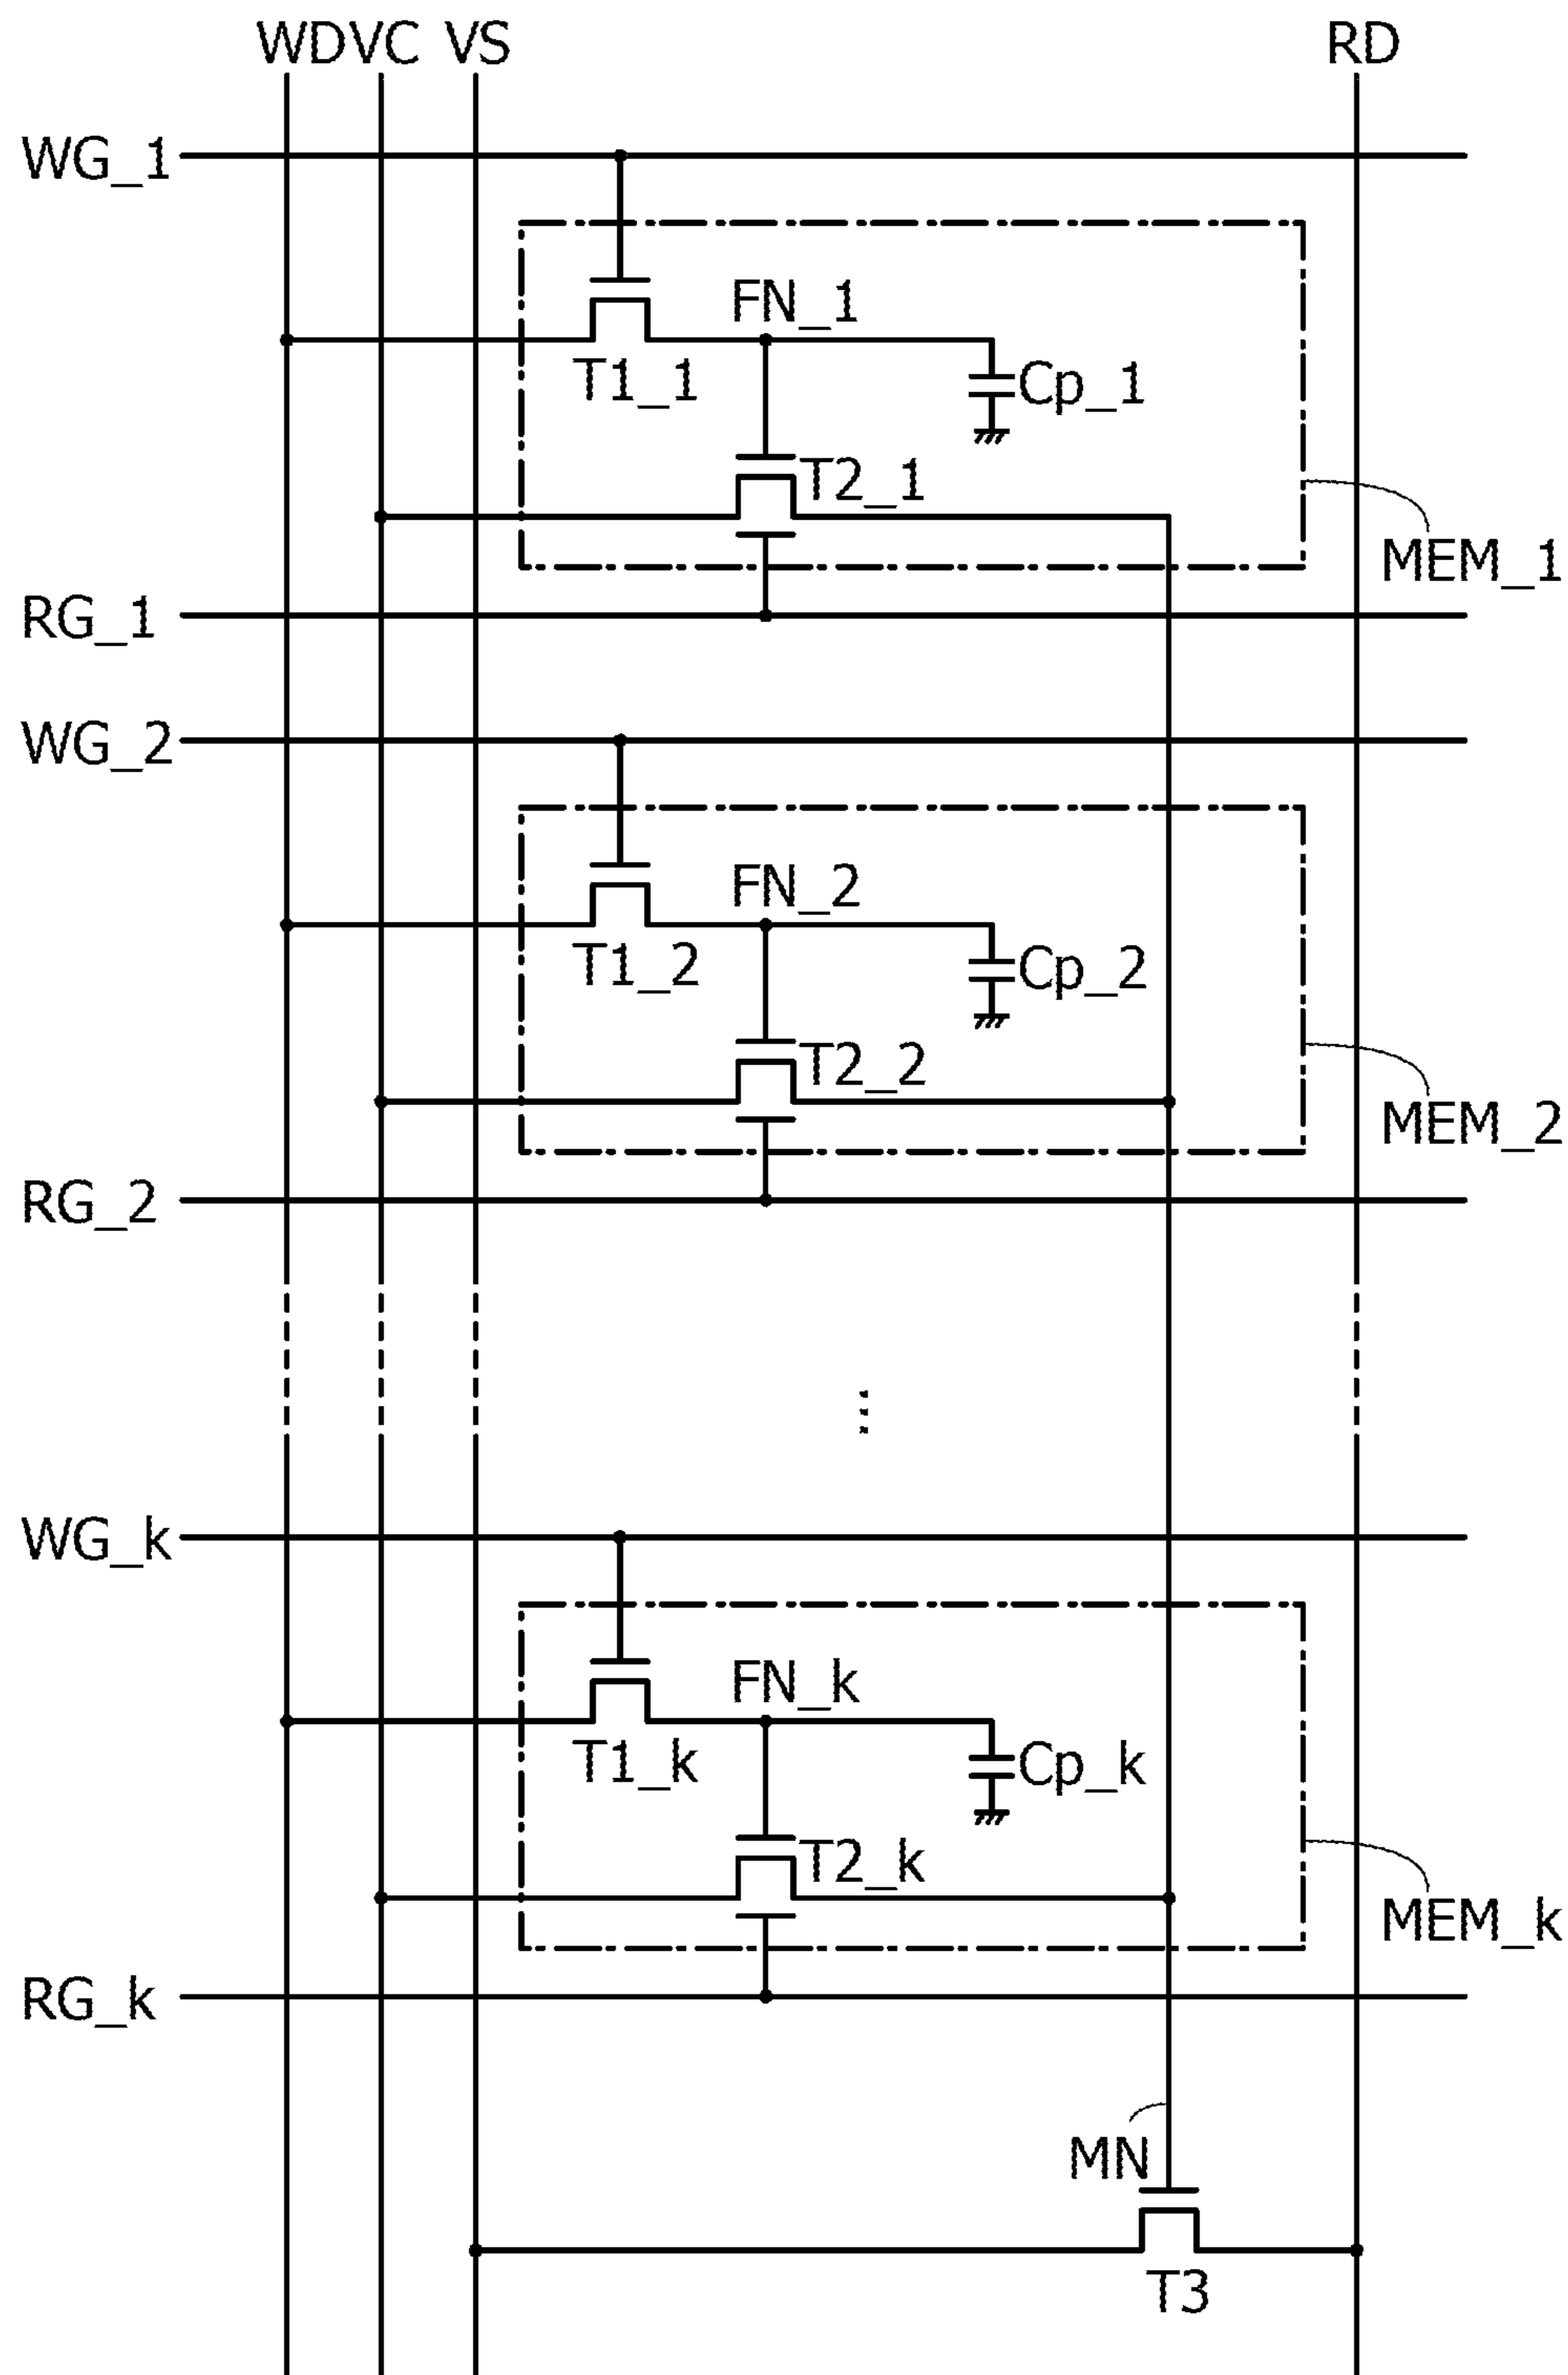 WD VC VS RD
WG_1
FN_1
T1_1 Cp_1
T2_1
MEM_1
RG_1
WG_2
FN_2
T1_2 Cp_2
T2_2
MEM_2
RG_2
WG_k
FN_k
T1_k Cp_k
T2_k
MEM_k
RG_k
MN
T3